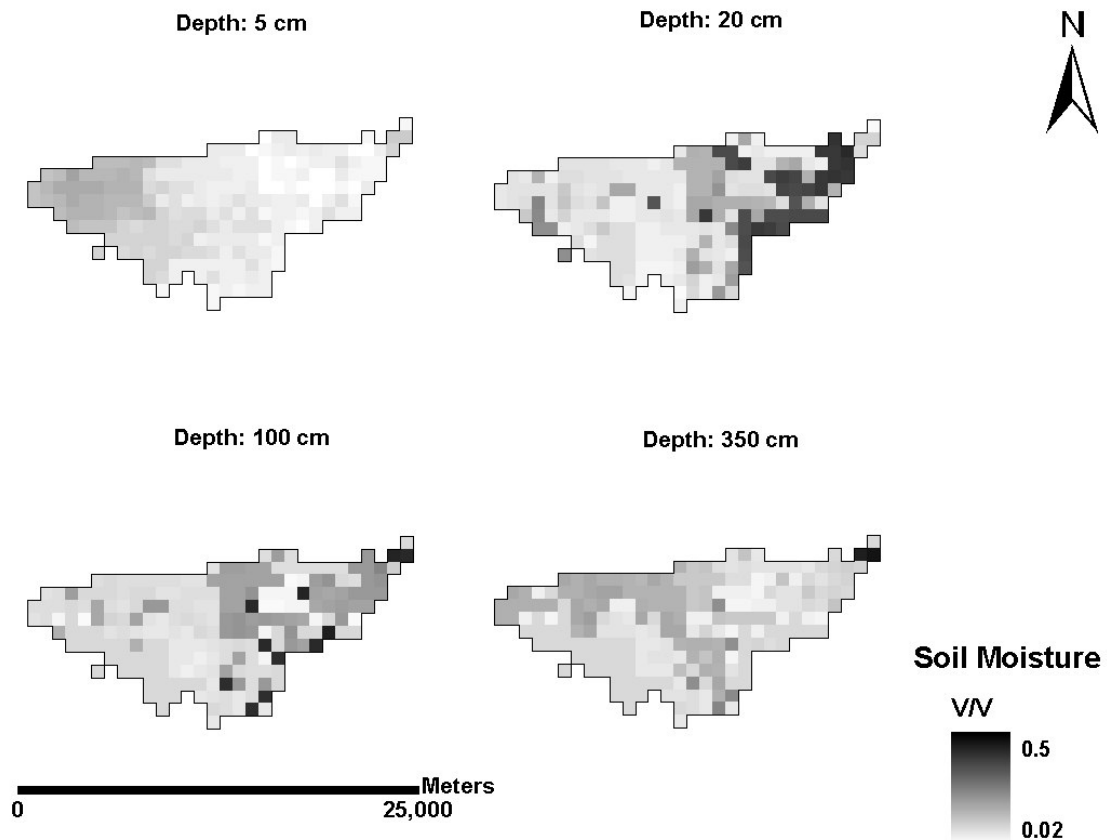 Depth: 5 cm
Depth: 20 cm
N
Depth: 100 cm
Depth: 350 cm
Soil Moisture
V/V
0.5
0.02
Meters
0
25,000